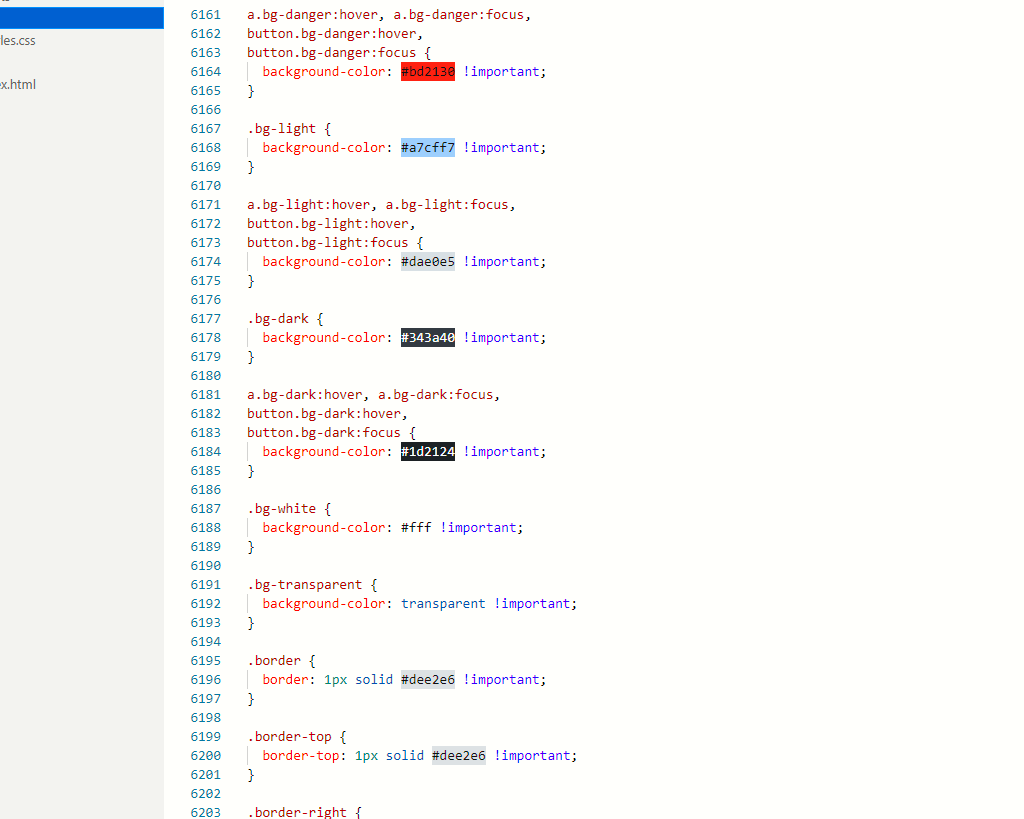 les.css
x.html
6161 a.bg-danger:hover, a.bg-danger:focus,
6162 button.bg-danger:hover,
6163 button.bg-danger:focus {
6164 background-color: #bd2130 !important;
6165 }
6166
6167 .bg-light {
6168 background-color: #a7cff7 !important;
6169 }
6170
6171 a.bg-light:hover, a.bg-light:focus,
6172 button.bg-light:hover,
6173 button.bg-light:focus {
6174 background-color: #dae0e5 !important;
6175 }
6176
6177 .bg-dark {
6178 background-color: #343a40 !important;
6179 }
6180
6181 a.bg-dark:hover, a.bg-dark:focus,
6182 button.bg-dark:hover,
6183 button.bg-dark:focus {
6184 background-color: #1d2124 !important;
6185 }
6186
6187 .bg-white {
6188 background-color: #fff !important;
6189 }
6190
6191 .bg-transparent {
6192 background-color: transparent !important;
6193 }
6194
6195 .border {
6196 border: 1px solid #dee2e6 !important;
6197 }
6198
6199 .border-top {
6200 border-top: 1px solid #dee2e6 !important;
6201 }
6202
6203 .border-right {